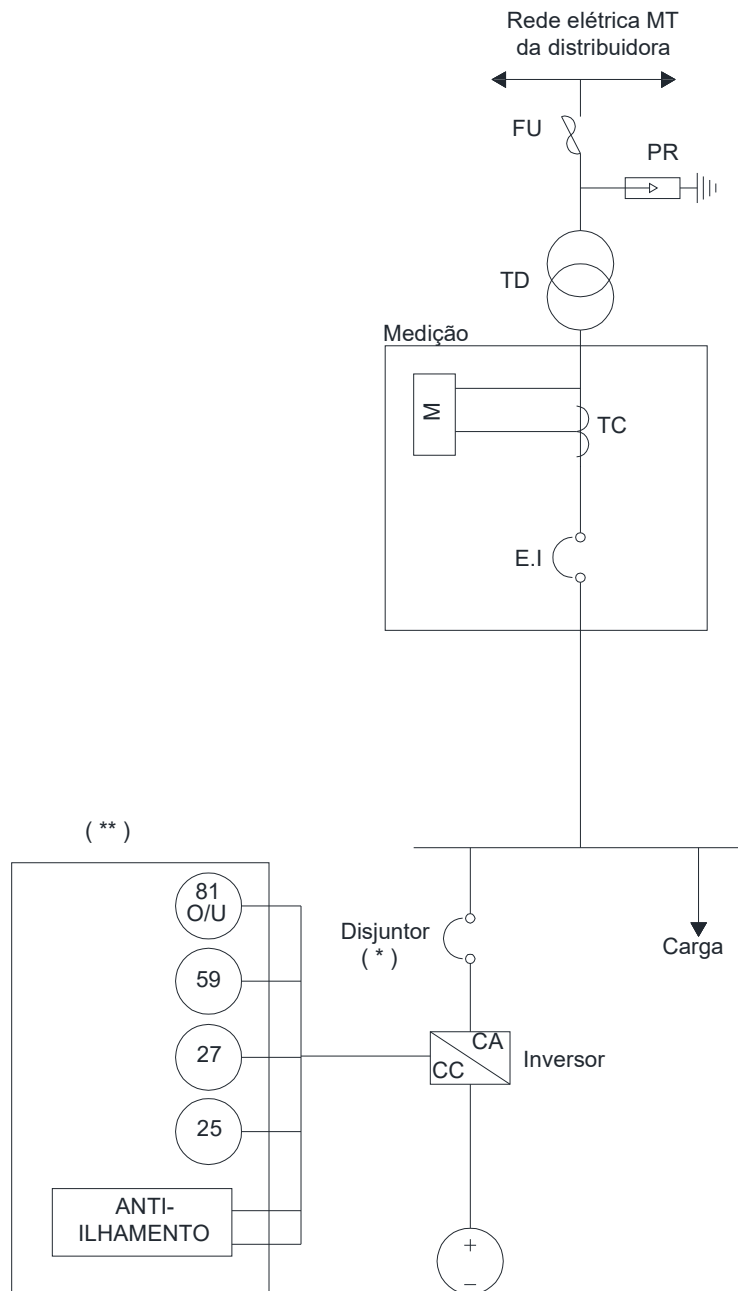 Rede elétrica MT
da distribuidora
FU
PR
TD
Medição
M
TC
E.I
( ** )
81
O/U
59
27
25
ANTI-
ILHAMENTO
Disjuntor
( * )
Carga
CA
CC
Inversor
+
–